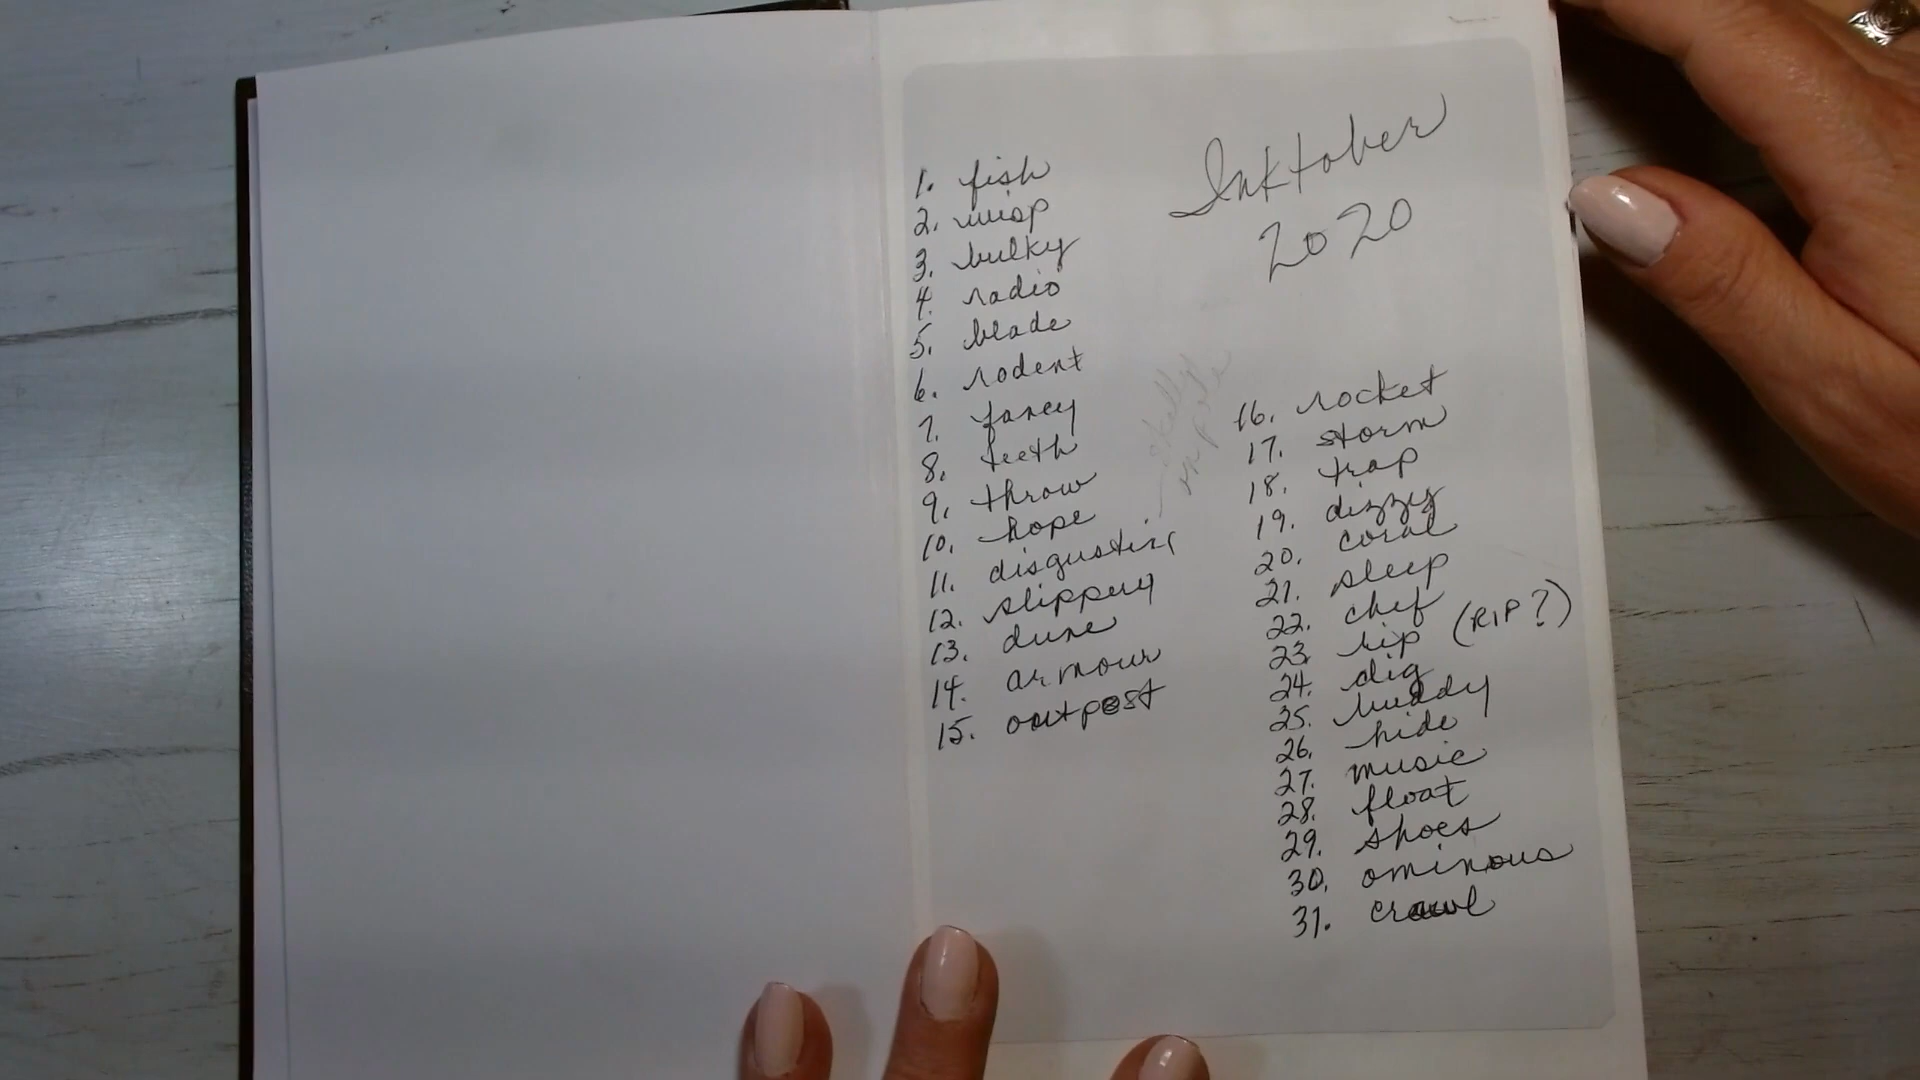 Inktober
2020
1. fish
2. wisp
3. bulky
4. radio
5. blade
6. rodent
7. fancy
8. teeth
9. throw
10. hope
11. disgusting
12. slippery
13. dune
14. armour
15. outpost
16. rocket
17. storm
18. trap
19. dizzy
20. coral
21. sleep
22. chef
23 rip (RIP?)
24. dig
25. buddy
26. hide
27. music
28. float
29. shoes
30. ominous
31. crawl